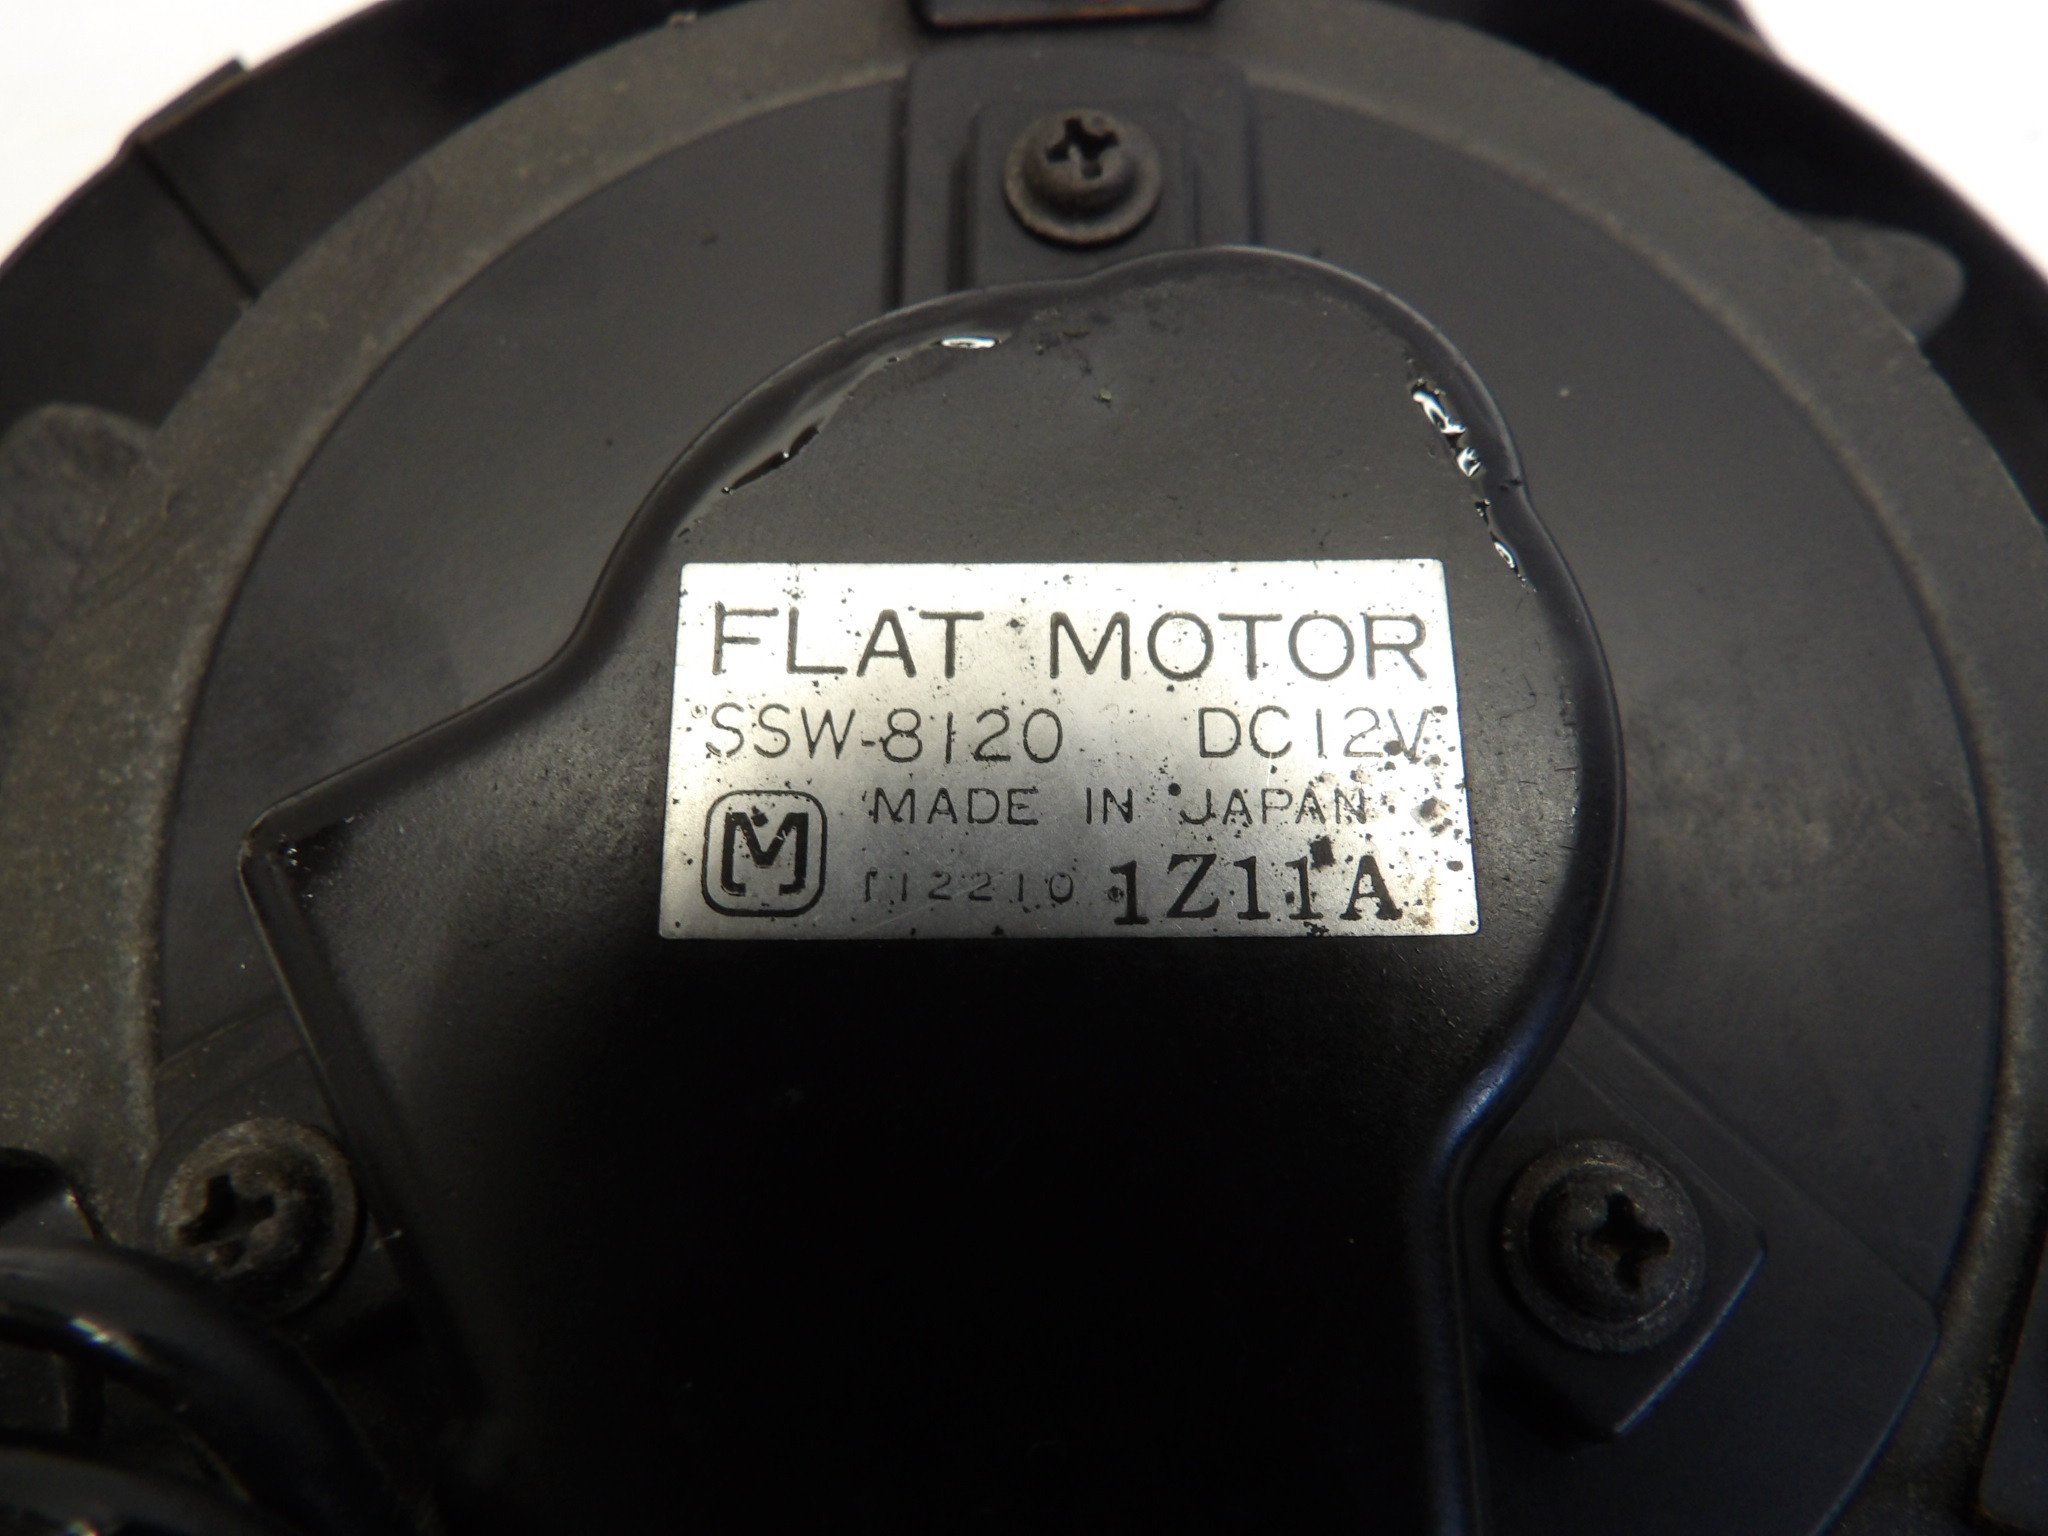 FLAT MOTOR
SSW-8120 DC12V
MADE IN JAPAN
M 112210 1Z11A